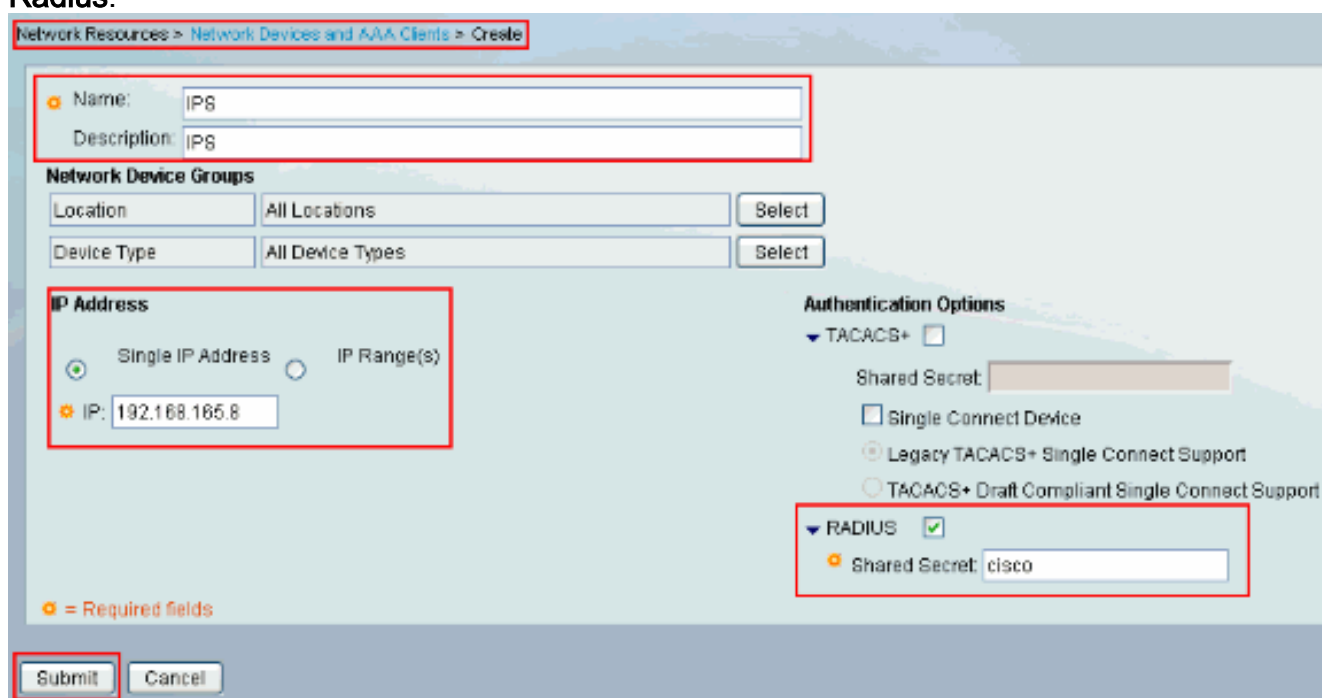 Radius:
Network Resources > Network Devices and AAA Clients > Create
Name: IPS
Description: IPS
Network Device Groups
Location All Locations Select
Device Type All Device Types Select
IP Address
Single IP Address IP Range(s)
IP: 192.168.165.8
Authentication Options
TACACS+
Shared Secret:
Single Connect Device
Legacy TACACS+ Single Connect Support
TACACS+ Draft Compliant Single Connect Support
RADIUS
Shared Secret: cisco
= Required fields
Submit Cancel